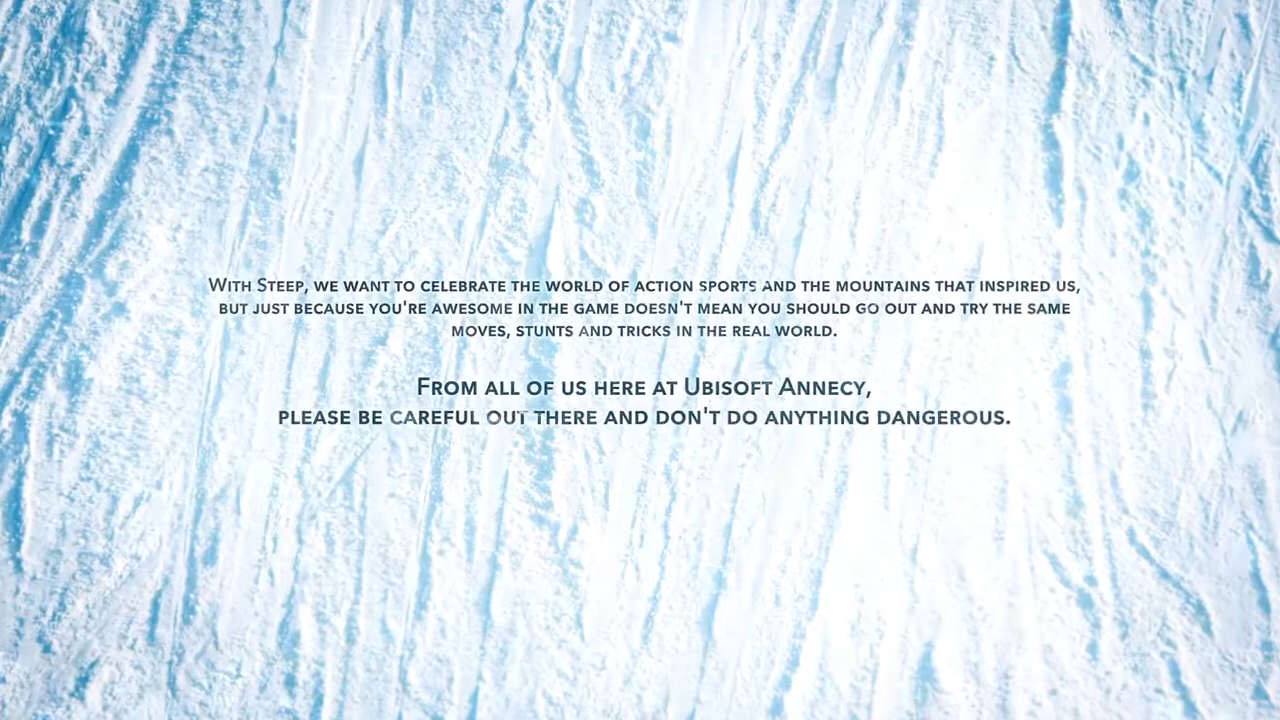 With Steep, we want to celebrate the world of action sports and the mountains that inspired us,
but just because you're awesome in the game doesn't mean you should go out and try the same
moves, stunts and tricks in the real world.
From all of us here at Ubisoft Annecy,
please be careful out there and don't do anything dangerous.